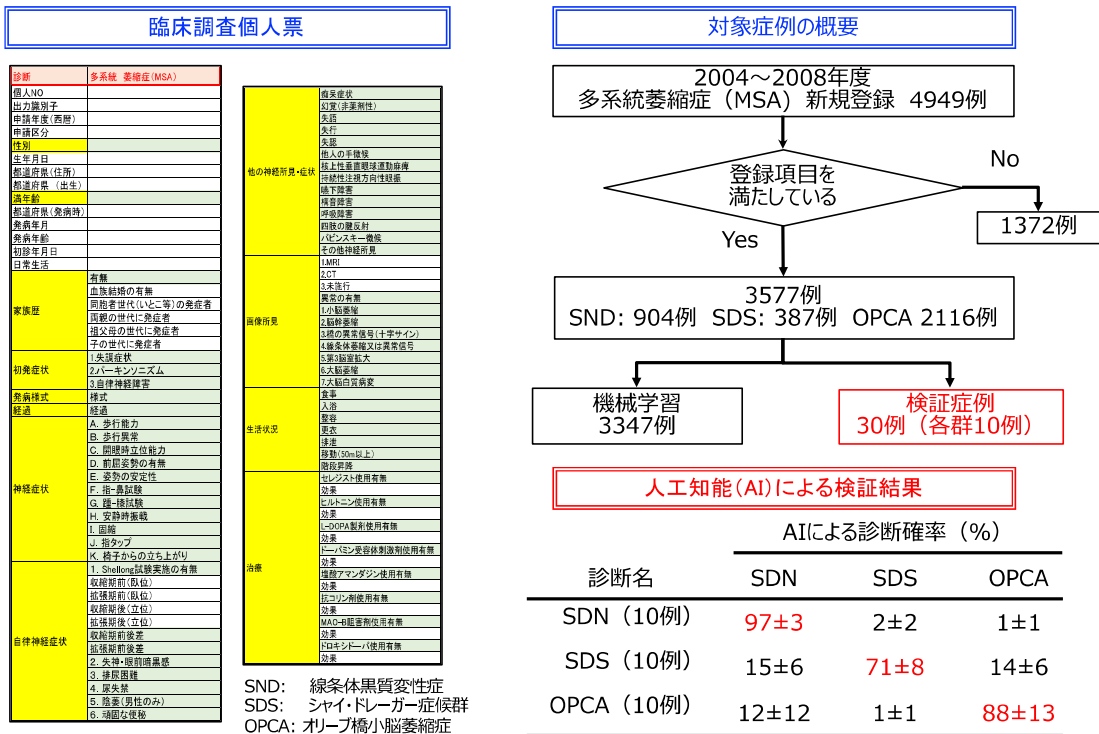 臨床調査個人票
診断 多系統 萎縮症(MSA)
個人NO
出力識別子
申請年度(西暦)
申請区分
性別
生年月日
都道府県(住所)
都道府県 (出生)
満年齢
都道府県(発病時)
発病年月
発病年齢
初診年月日
日常生活
家族歴
有無
血族結婚の有無
同胞者世代(いとこ等)の発症者
両親の世代に発症者
祖父母の世代に発症者
子の世代に発症者
初発症状
1.失調症状
2.パーキンソニズム
3.自律神経障害
発病様式 様式
経過 経過
神経症状
A. 歩行能力
B. 歩行異常
C. 開眼時立位能力
D. 前屈姿勢の有無
E. 姿勢の安定性
F. 指-鼻試験
G. 踵-膝試験
H. 安静時振戦
I. 固縮
J. 指タップ
K. 椅子からの立ち上がり
自律神経症状
1. Shellong試験実施の有無
収縮期前(臥位)
拡張期前(臥位)
収縮期後(立位)
拡張期後(立位)
収縮期前後差
拡張期前後差
2. 失神・眼前暗黒感
3. 排尿困難
4. 尿失禁
5. 陰萎(男性のみ)
6. 頑固な便秘
他の神経所見・症状
痴呆症状
幻覚(非薬剤性)
失語
失行
失認
他人の手徴候
核上性垂直眼球運動麻痺
持続性注視方向性眼振
嚥下障害
構音障害
呼吸障害
四肢の腱反射
バビンスキー徴候
その他神経所見
画像所見
1.MRI
2.CT
3.未施行
異常の有無
1.小脳萎縮
2.脳幹萎縮
3.橋の異常信号(十字サイン)
4.線条体萎縮又は異常信号
5.第3脳室拡大
6.大脳萎縮
7.大脳白質病変
生活状況
食事
入浴
整容
更衣
排泄
移動(50m以上)
階段昇降
治療
セレジスト使用有無
効果
ヒルトニン使用有無
効果
L-DOPA製剤使用有無
効果
ドーパミン受容体刺激剤使用有無
効果
塩酸アマンタジン使用有無
効果
抗コリン剤使用有無
効果
MAO-B阻害剤使用有無
効果
ドロキシドーパ使用有無
効果
SND: 線条体黒質変性症
SDS: シャイ・ドレーガー症候群
OPCA: オリーブ橋小脳萎縮症
対象症例の概要
2004～2008年度
多系統萎縮症（MSA）新規登録 4949例
登録項目を
満たしている
No
1372例
Yes
3577例
SND: 904例 SDS: 387例 OPCA 2116例
機械学習
3347例
検証症例
30例（各群10例）
人工知能(AI)による検証結果
AIによる診断確率（%）
診断名 SDN SDS OPCA
SDN（10例） 97±3 2±2 1±1
SDS（10例） 15±6 71±8 14±6
OPCA（10例） 12±12 1±1 88±13